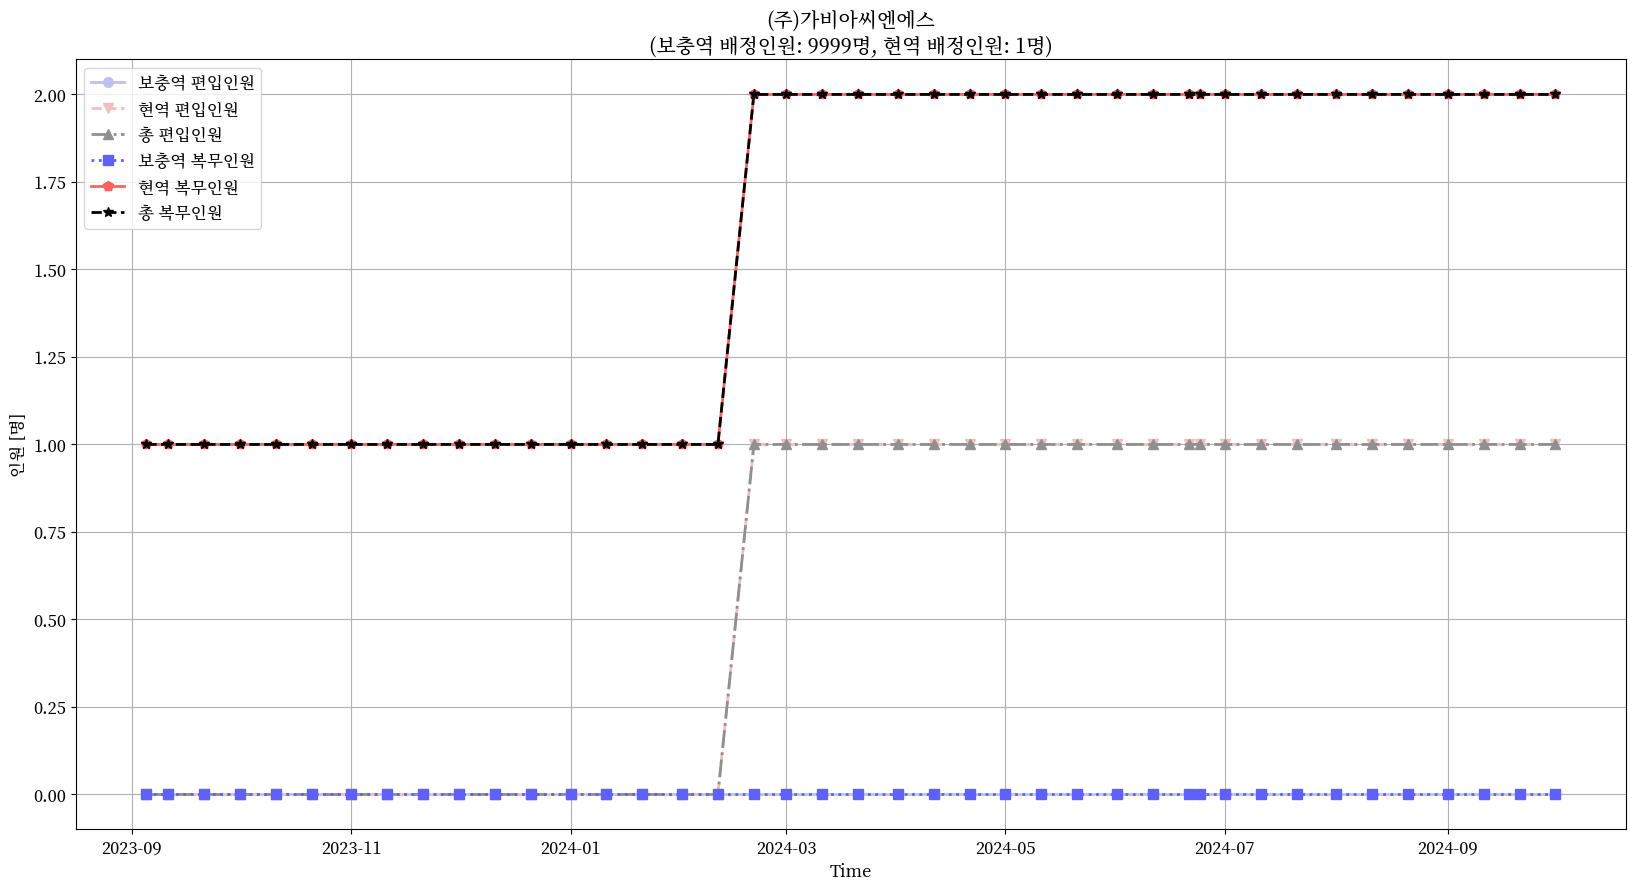 (주)가비아씨엔에스
(보충역 배정인원: 9999명, 현역 배정인원: 1명)
보충역 편입인원
현역 편입인원
총 편입인원
보충역 복무인원
현역 복무인원
총 복무인원
2.00
1.75
1.50
1.25
1.00
0.75
0.50
0.25
0.00
인원 [명]
2023-09
2023-11
2024-01
2024-03
2024-05
2024-07
2024-09
Time